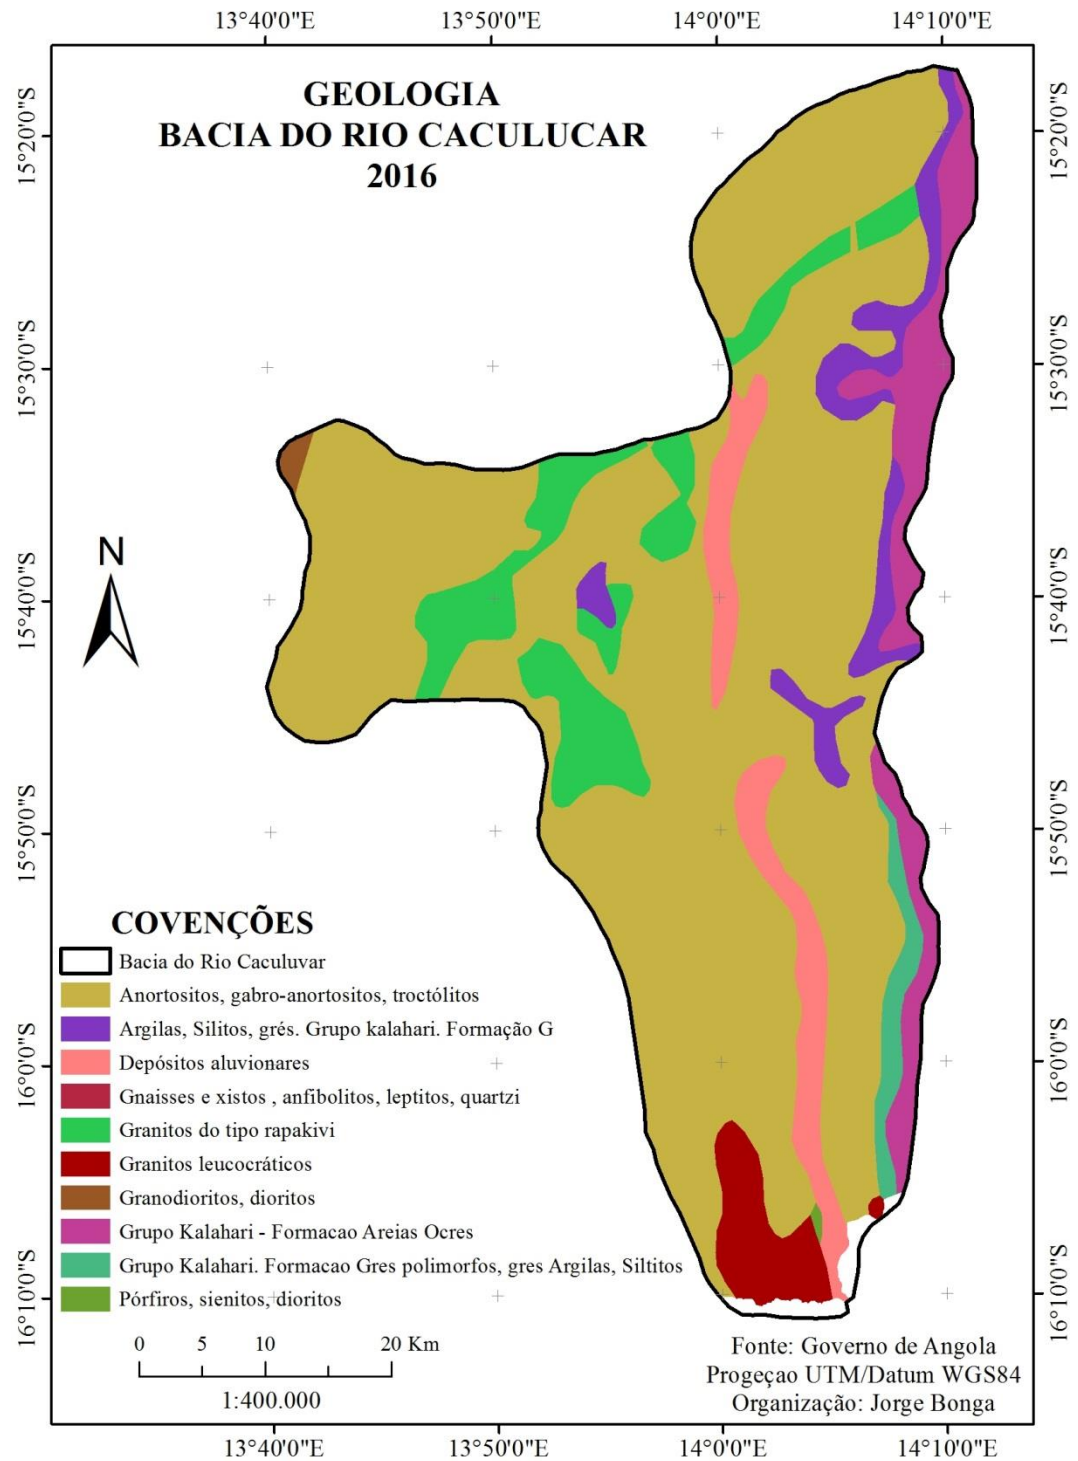 13°40'0"E 13°50'0"E 14°0'0"E 14°10'0"E
GEOLOGIA
BACIA DO RIO CACULUCAR
2016
15°20'0"S 15°20'0"S
15°30'0"S 15°30'0"S
N
15°40'0"S 15°40'0"S
15°50'0"S 15°50'0"S
COVENÇÕES
Bacia do Rio Caculuvar
Anortositos, gabro-anortositos, troctólitos
Argilas, Silitos, grés. Grupo kalahari. Formação G
Depósitos aluvionares
16°0'0"S 16°0'0"S
Gnaisses e xistos , anfibolitos, leptitos, quartzi
Granitos do tipo rapakivi
Granitos leucocráticos
Granodioritos, dioritos
Grupo Kalahari - Formacao Areias Ocres
Grupo Kalahari. Formacao Gres polimorfos, gres Argilas, Siltitos
Pórfiros, sienitos, dioritos
16°10'0"S 16°10'0"S
0 5 10 20 Km
1:400.000
Fonte: Governo de Angola
Progeçao UTM/Datum WGS84
Organização: Jorge Bonga
13°40'0"E 13°50'0"E 14°0'0"E 14°10'0"E